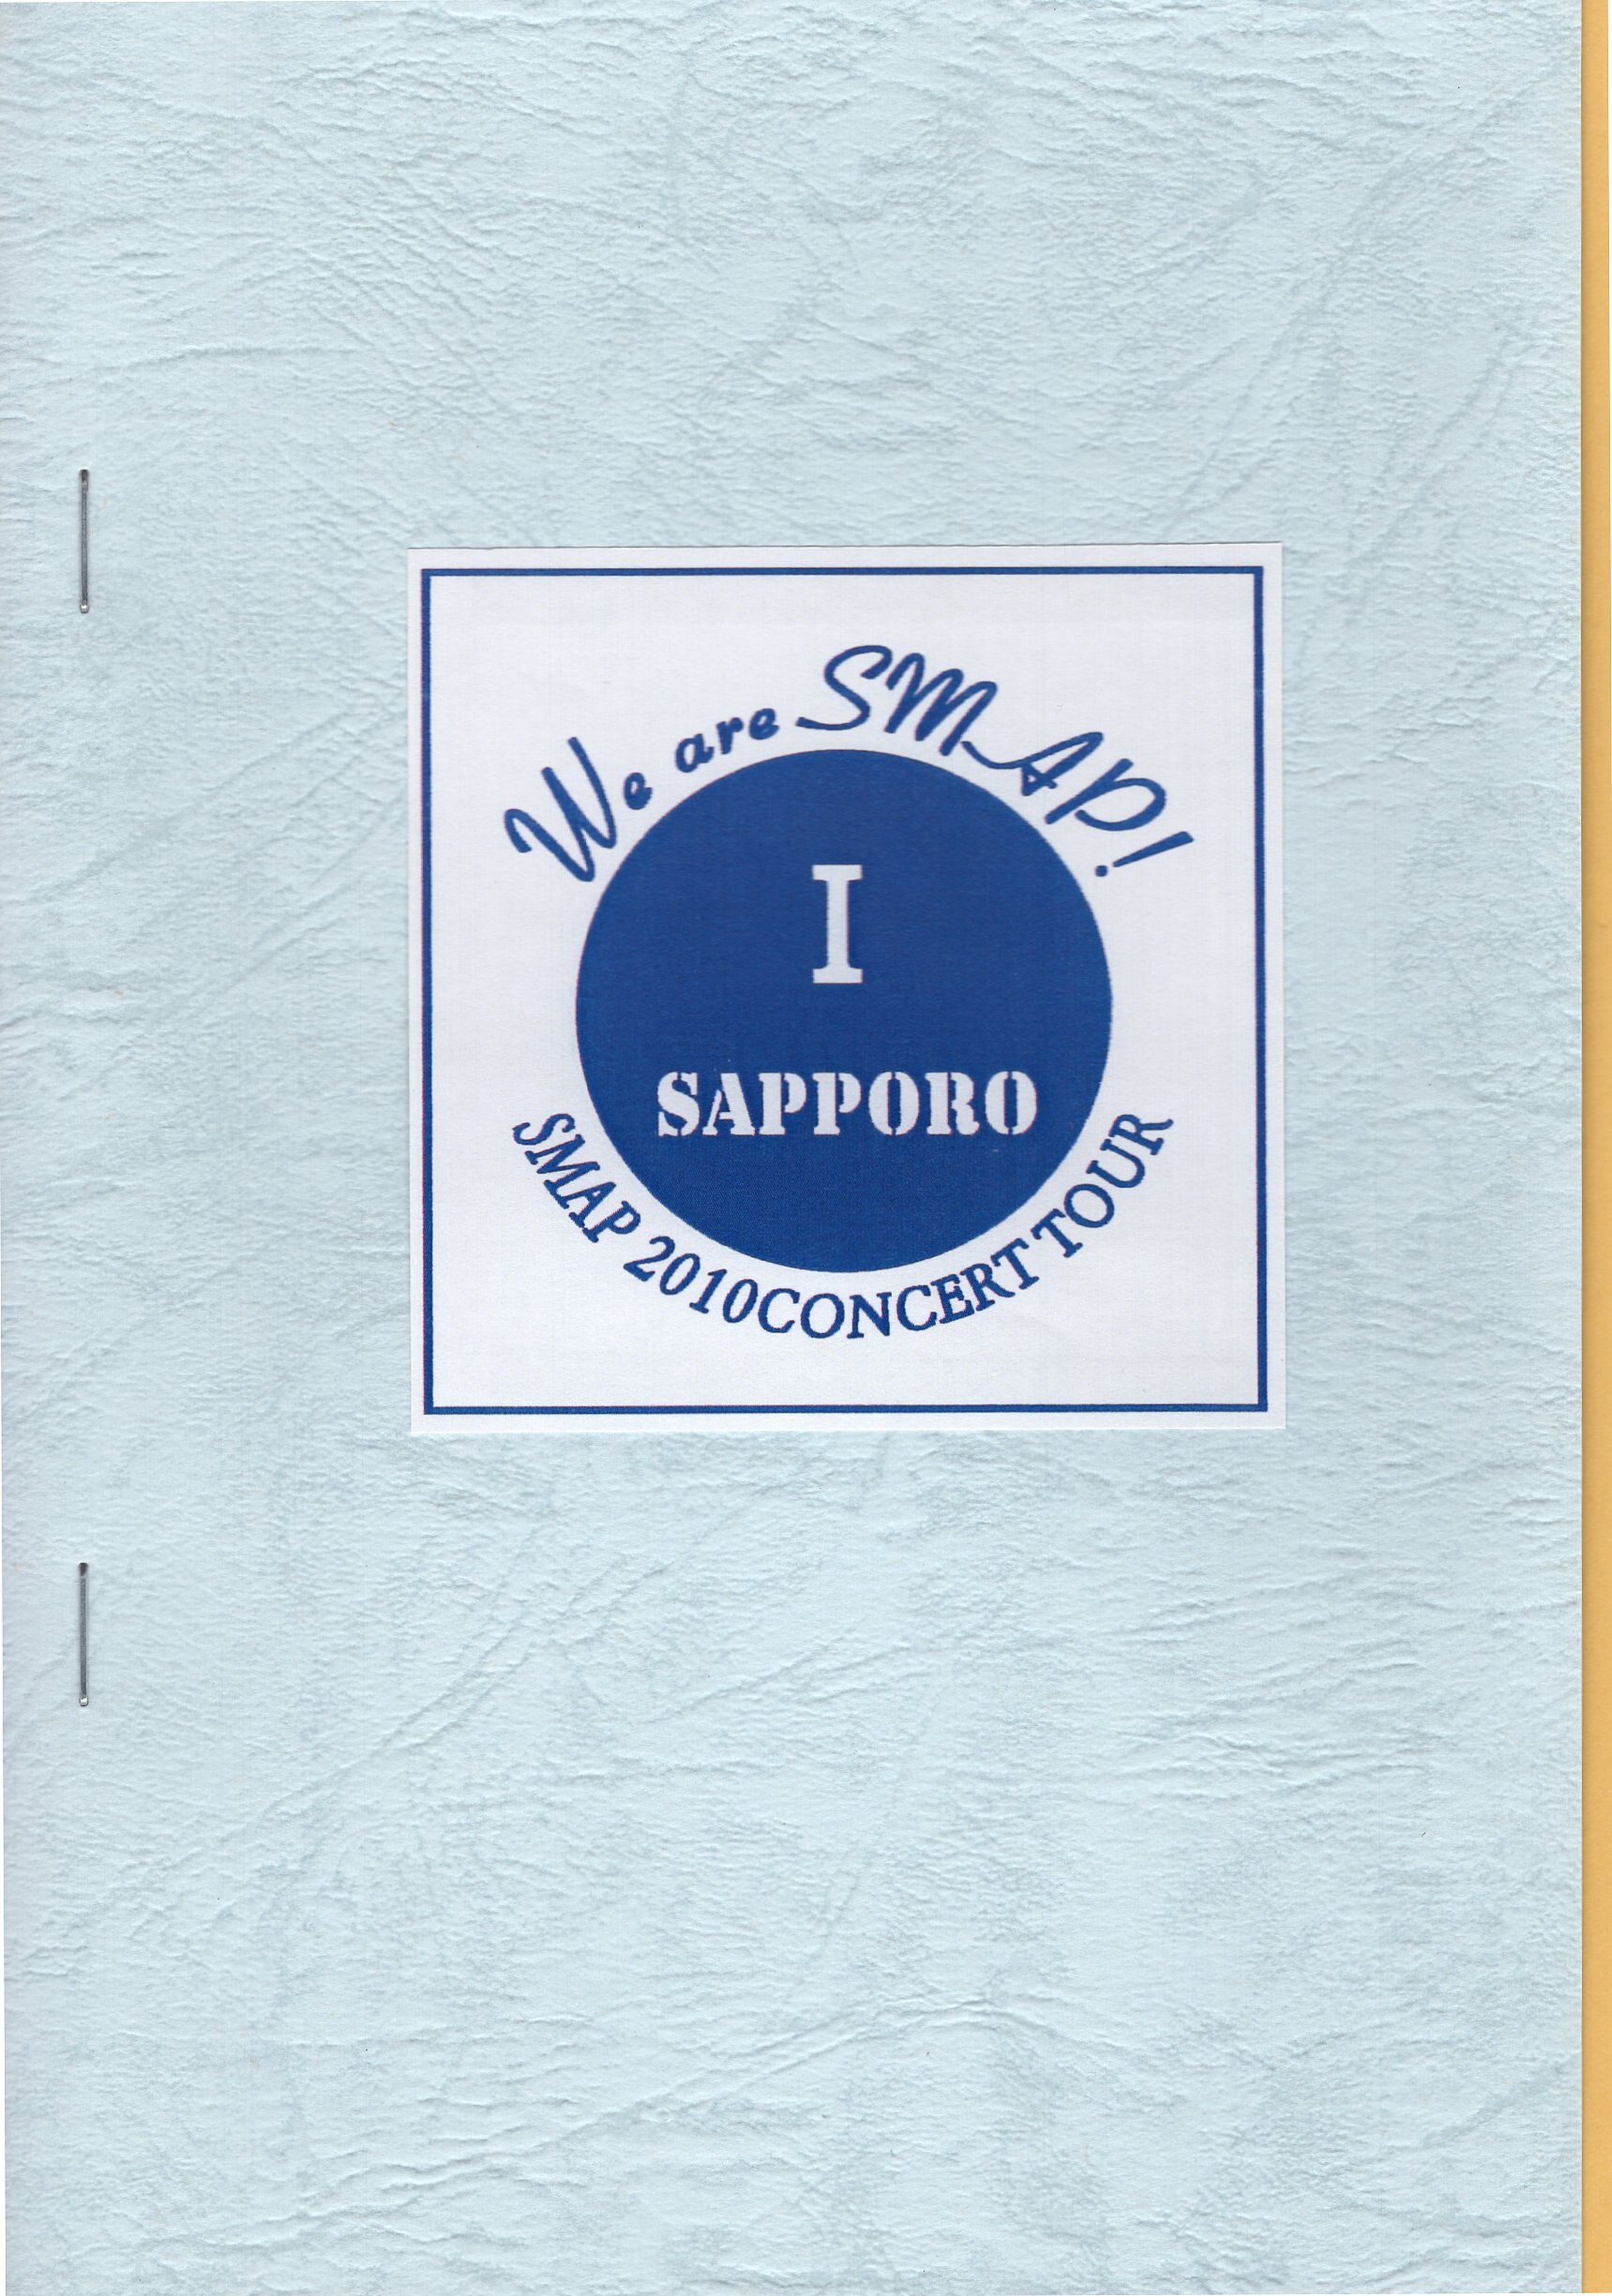 We are SMAP!
I
SAPPORO
SMAP 2010CONCERT TOUR